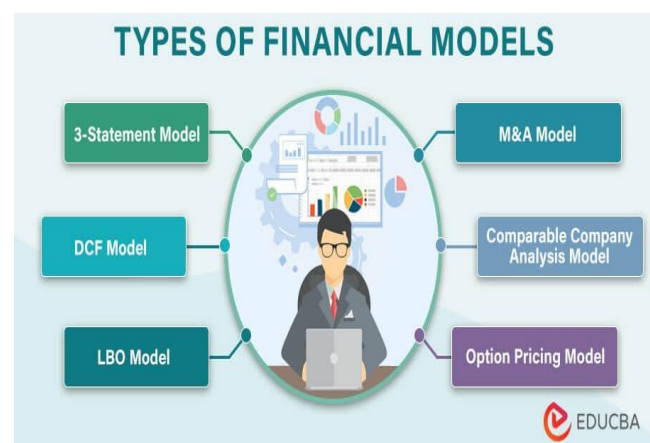 TYPES OF FINANCIAL MODELS
3-Statement Model
DCF Model
LBO Model
M&A Model
Comparable Company
Analysis Model
Option Pricing Model
EDUCBA